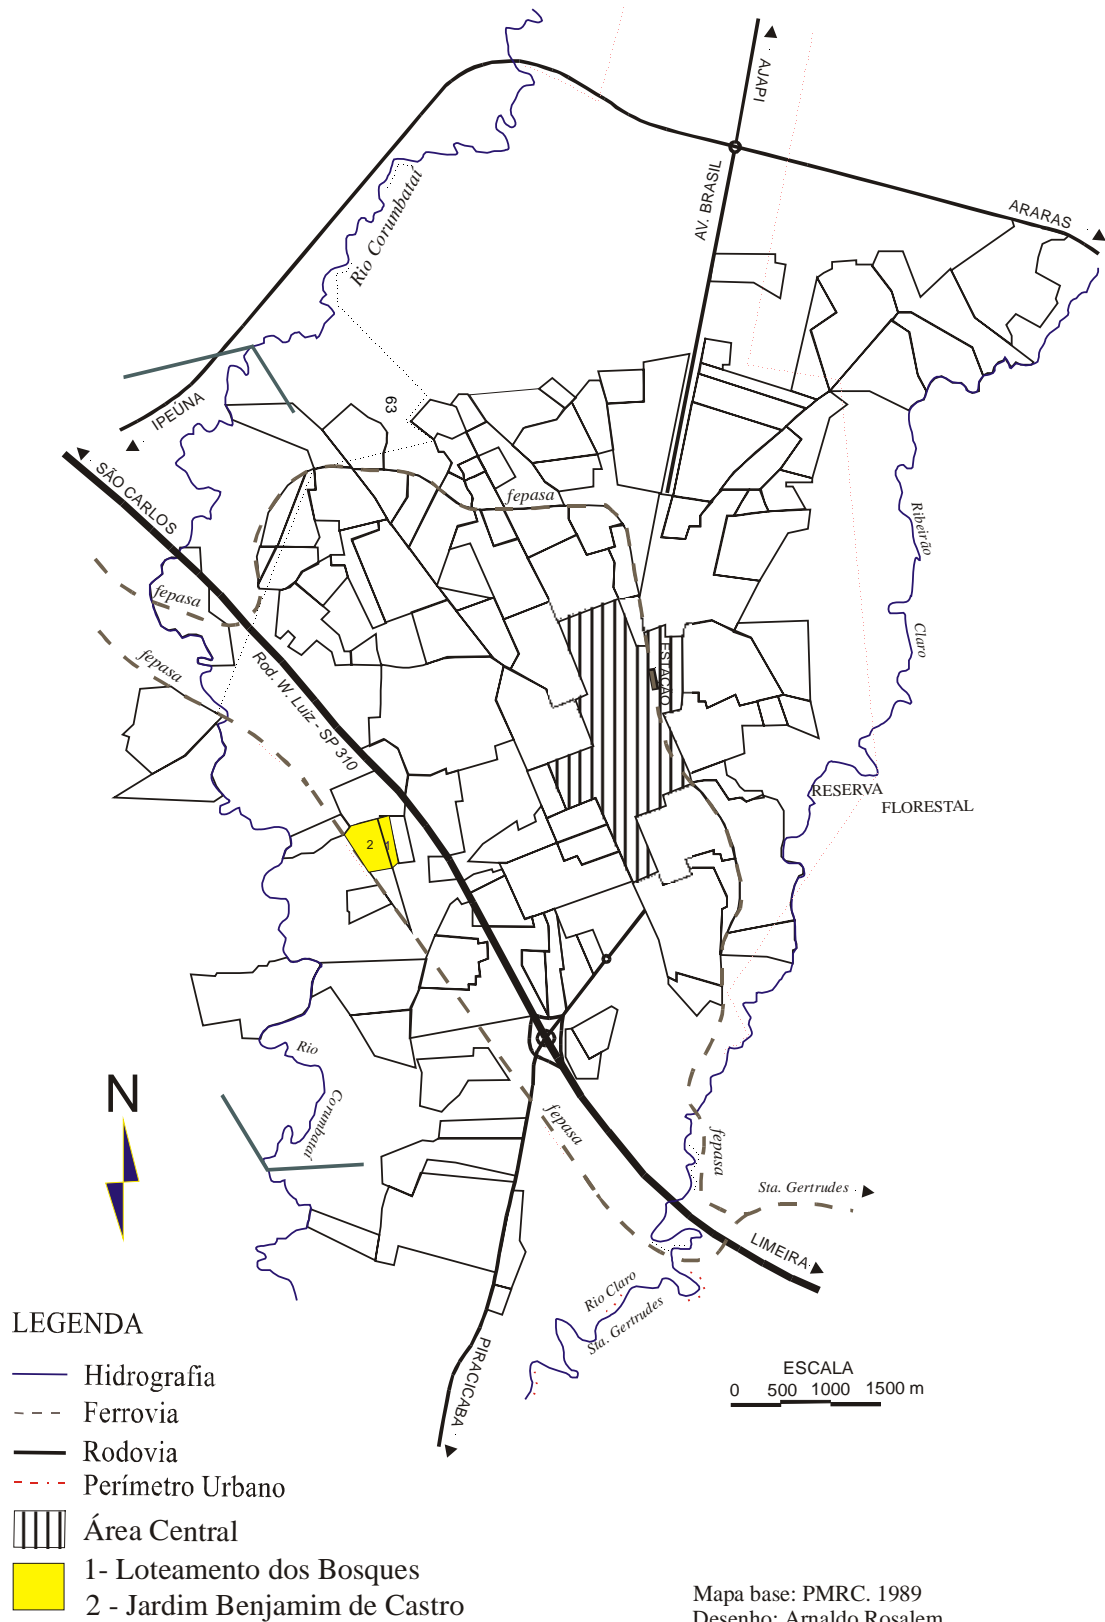 AJAPI
AV. BRASIL
ARARAS
Rio Corumbataí
IPEÚNA
63
SÃO CARLOS
fepasa
fepasa
fepasa
Ribeirão
Claro
ESTAÇÃO
Rod. W. Luiz - SP 310
RESERVA
FLORESTAL
2
1
Rio
Corumbataí
N
fepasa
fepasa
Sta. Gertrudes
LIMEIRA
Rio Claro
Sta. Gertrudes
PIRACICABA
ESCALA
0 500 1000 1500 m
LEGENDA
Hidrografia
Ferrovia
Rodovia
Perímetro Urbano
Área Central
1- Loteamento dos Bosques
2 - Jardim Benjamim de Castro
Mapa base: PMRC. 1989
Desenho: Arnaldo Rosalem